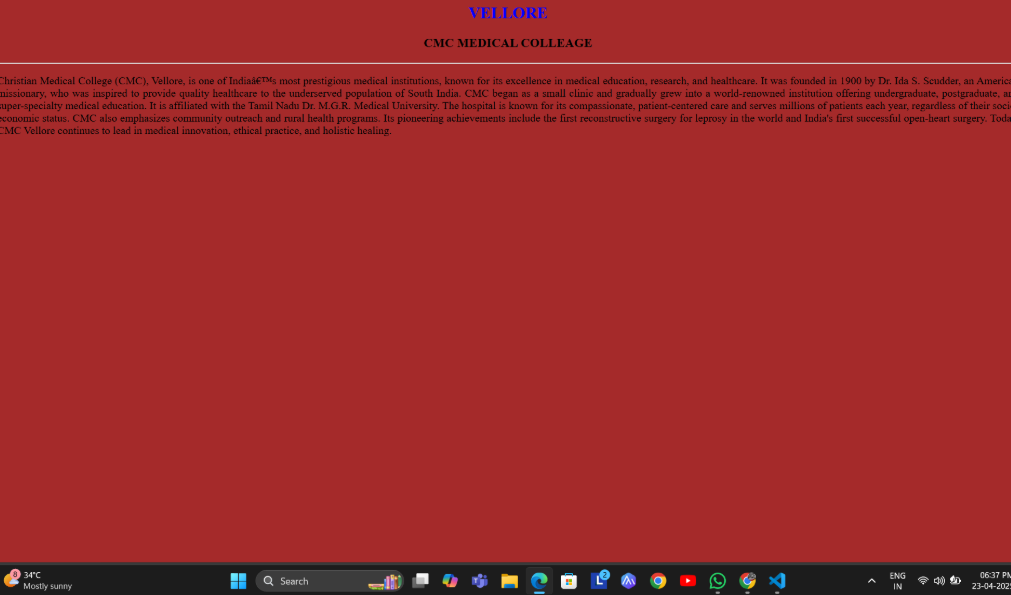 VELLORE
CMC MEDICAL COLLEAGE
Christian Medical College (CMC), Vellore, is one of Indiaâ€™s most prestigious medical institutions, known for its excellence in medical education, research, and healthcare. It was founded in 1900 by Dr. Ida S. Scudder, an Americ
missionary, who was inspired to provide quality healthcare to the underserved population of South India. CMC began as a small clinic and gradually grew into a world-renowned institution offering undergraduate, postgraduate, an
super-specialty medical education. It is affiliated with the Tamil Nadu Dr. M.G.R. Medical University. The hospital is known for its compassionate, patient-centered care and serves millions of patients each year, regardless of their soci
economic status. CMC also emphasizes community outreach and rural health programs. Its pioneering achievements include the first reconstructive surgery for leprosy in the world and India's first successful open-heart surgery. Toda
CMC Vellore continues to lead in medical innovation, ethical practice, and holistic healing.
8
34°C
Mostly sunny
Search
2
ENG
IN
06:37 PM
23-04-2025